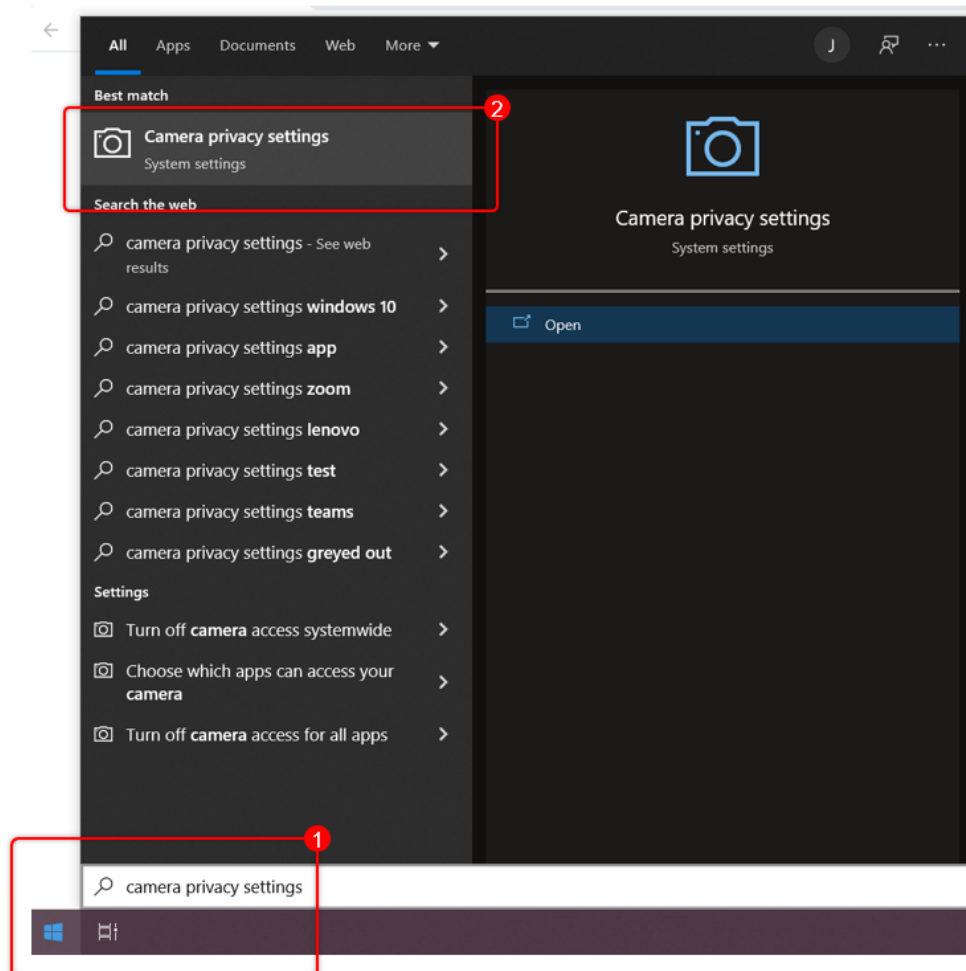 All Apps Documents Web More
J
Best match
2
Camera privacy settings
System settings
Search the web
camera privacy settings - See web
results
camera privacy settings windows 10
camera privacy settings app
camera privacy settings zoom
camera privacy settings lenovo
camera privacy settings test
camera privacy settings teams
camera privacy settings greyed out
Settings
Turn off camera access systemwide
Choose which apps can access your
camera
Turn off camera access for all apps
Camera privacy settings
System settings
Open
1
camera privacy settings